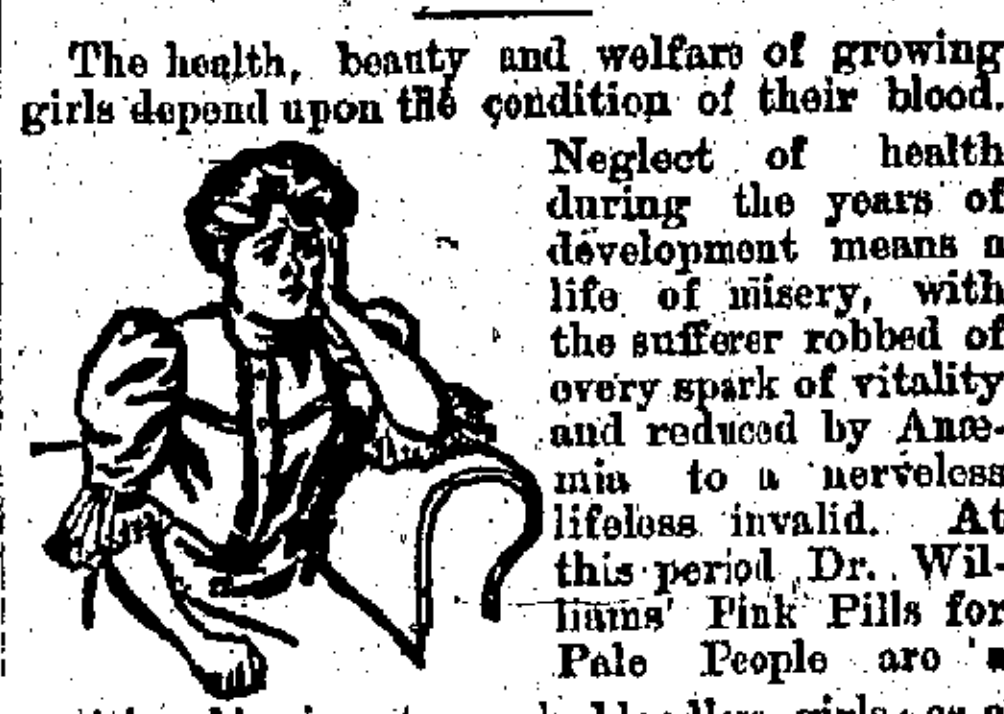 The health, beauty and welfare of growing
girls depend upon the condition of their blood.
Neglect of health
during the years of
development means a
life of misery, with
the sufferer robbed of
every spark of vitality
and reduced by Anæ-
mia to a nerveless
lifeless invalid. At
this period Dr. Wil-
liams' Pink Pills for
Pale People are a
girls